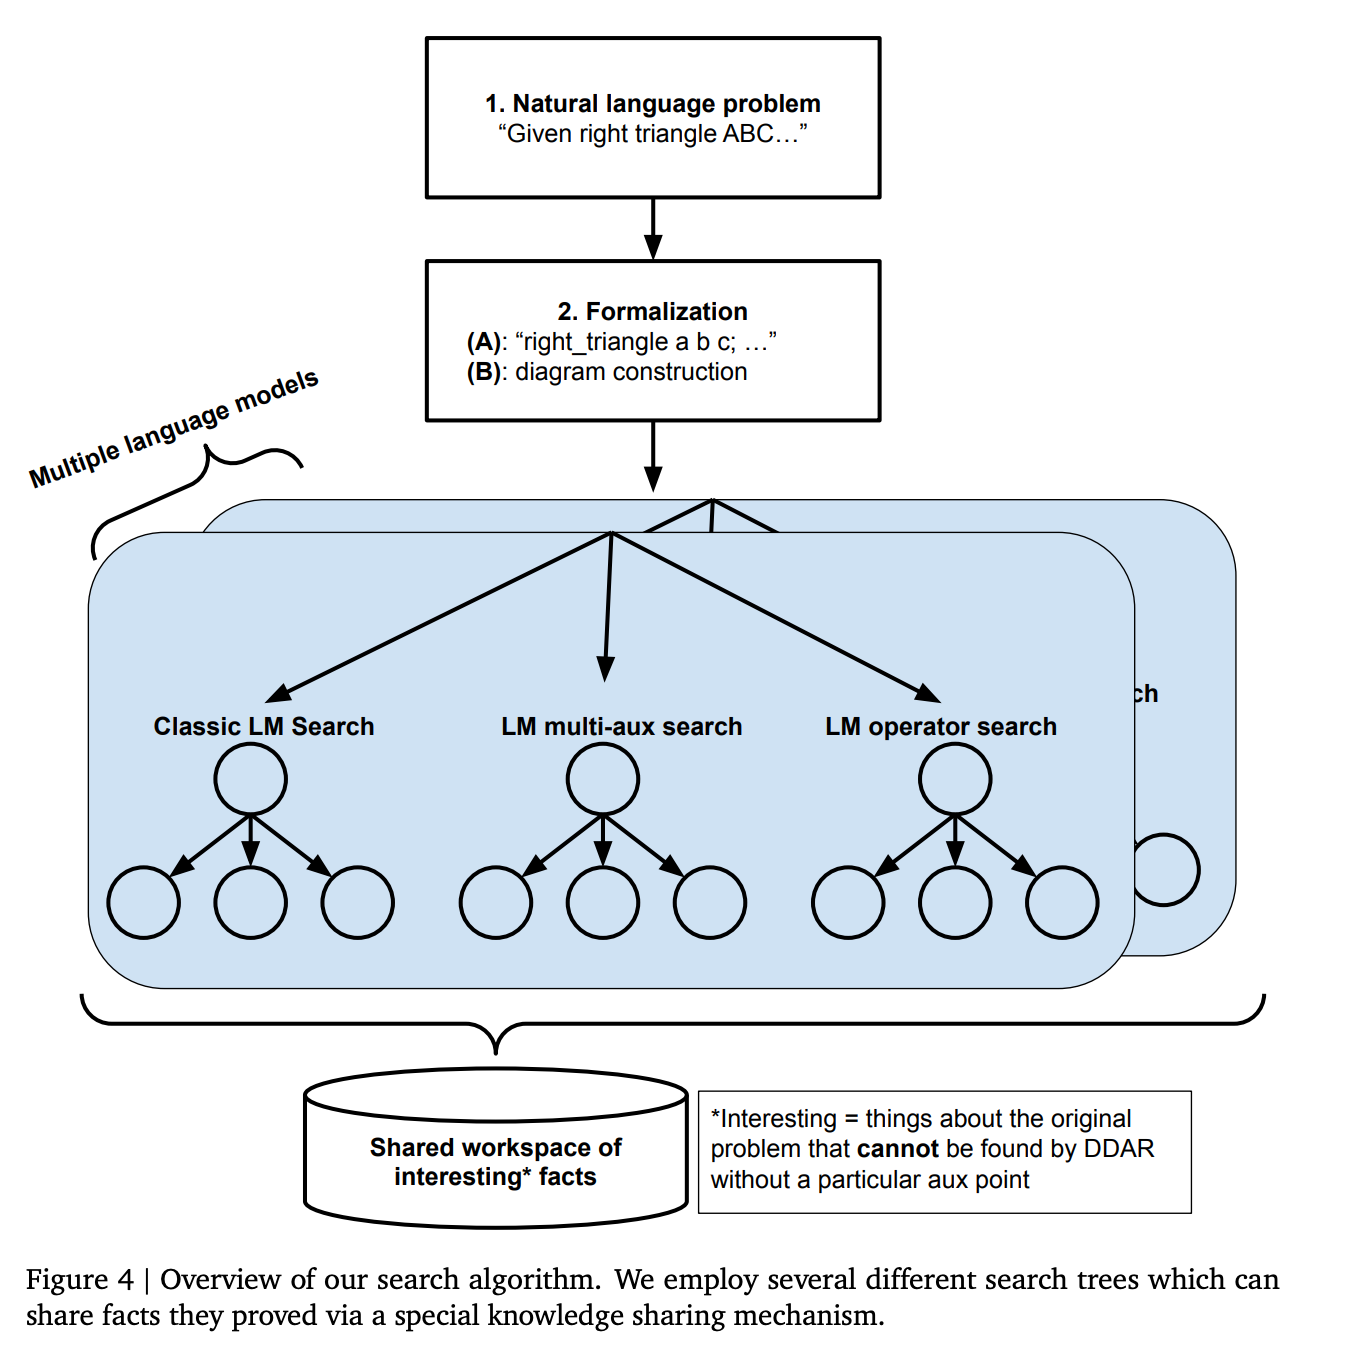 1. Natural language problem
“Given right triangle ABC…”
2. Formalization
(A): “right_triangle a b c; …”
(B): diagram construction
Multiple language models
ch
Classic LM Search
LM multi-aux search
LM operator search
Shared workspace of
interesting* facts
*Interesting = things about the original
problem that cannot be found by DDAR
without a particular aux point
Figure 4 | Overview of our search algorithm. We employ several different search trees which can
share facts they proved via a special knowledge sharing mechanism.